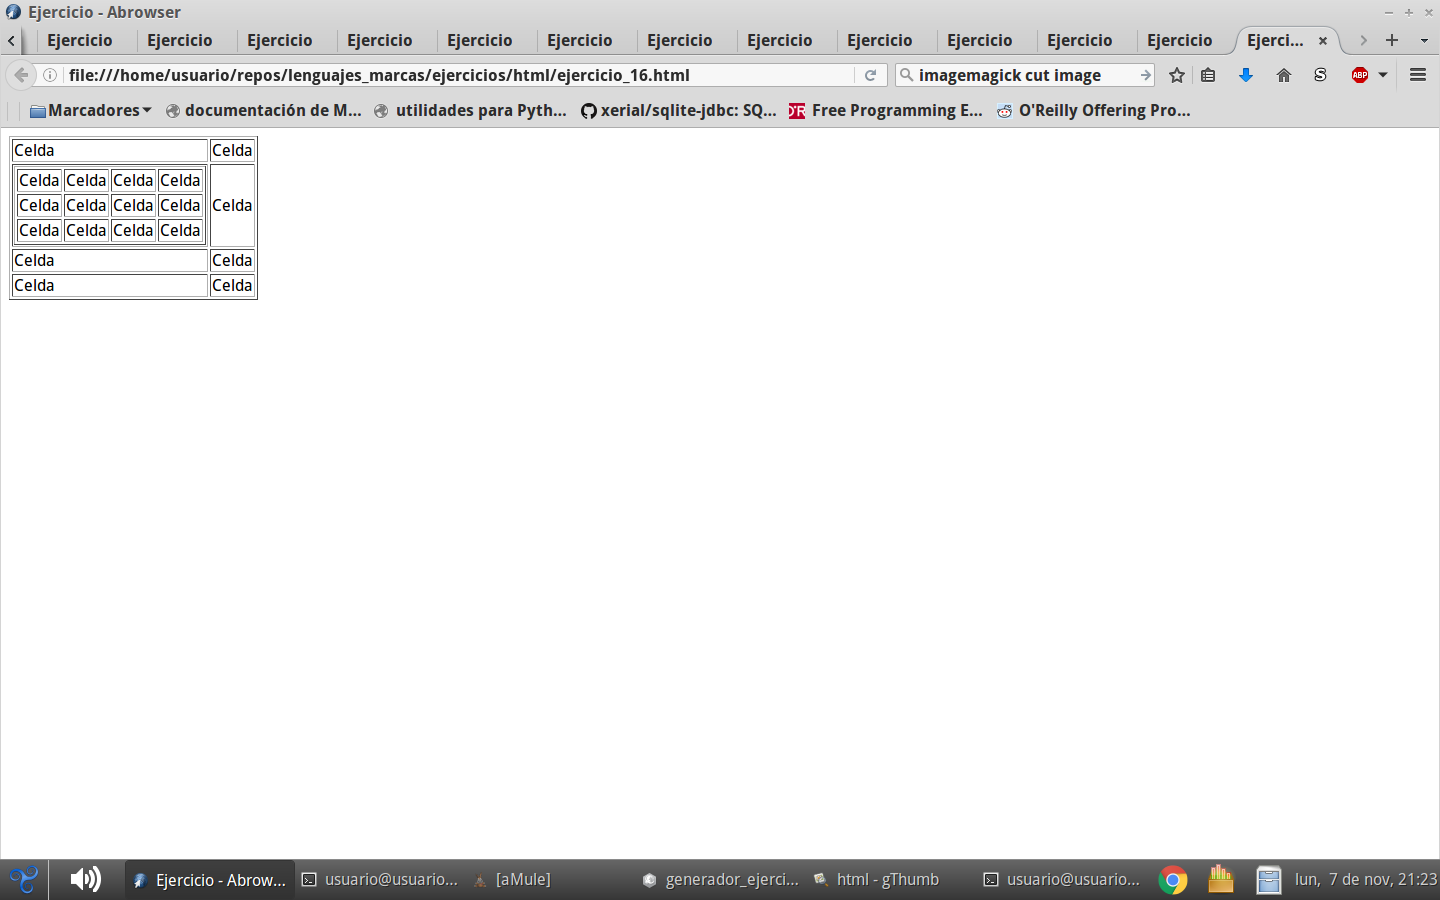 Ejercicio - Abrowser
Ejercicio Ejercicio Ejercicio Ejercicio Ejercicio Ejercicio Ejercicio Ejercicio Ejercicio Ejercicio Ejercicio Ejercicio Ejerci...
file:///home/usuario/repos/lenguajes_marcas/ejercicios/html/ejercicio_16.html imagemagick cut image S ABP
Marcadores documentación de M... utilidades para Pyth... xerial/sqlite-jdbc: SQ... Free Programming E... O'Reilly Offering Pro...
Celda Celda
Celda Celda Celda Celda
Celda Celda Celda Celda Celda
Celda Celda Celda Celda
Celda Celda
Celda Celda
Ejercicio - Abrow... usuario@usuario... [aMule] generador_ejerci... html - gThumb usuario@usuario... lun, 7 de nov, 21:23